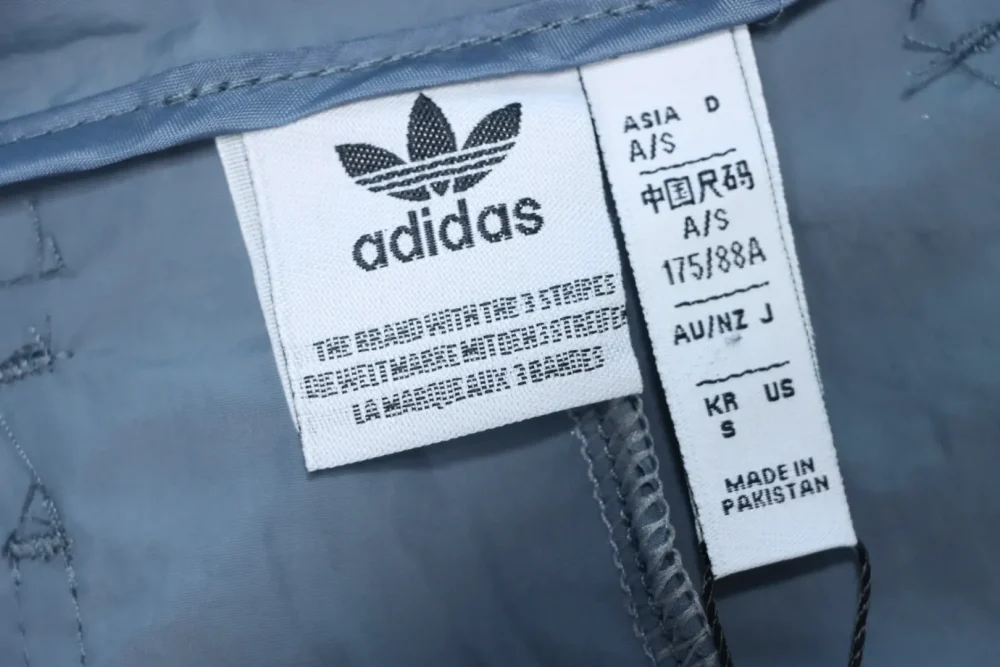 adidas
THE BRAND WITH THE 3 STRIPES
DIE WELTMARKE MIT DEN 3 STREIFEN
LA MARQUE AUX 3 BANDES
ASIA D
A/S
中国尺码
A/S
175/88A
AU/NZ J
KR US
S
MADE IN
PAKISTAN